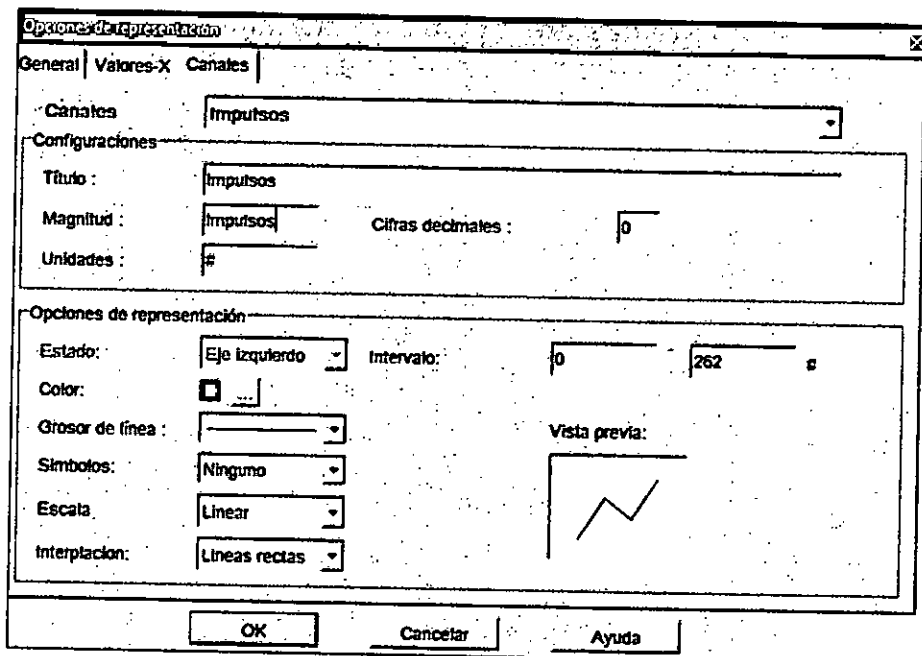 Opciones de representación
General Valores-X Canales
Canales Impulsos
Configuraciones
Título : Impulsos
Magnitud : Impulsos Cifras decimales : 0
Unidades : #
Opciones de representación
Estado: Eje izquierdo Intervalo: 0 - 262 #
Color: ...
Grosor de línea : Vista previa:
Simbolos: Ninguno
Escala Linear
Interplacion: Lineas rectas
OK Cancelar Ayuda